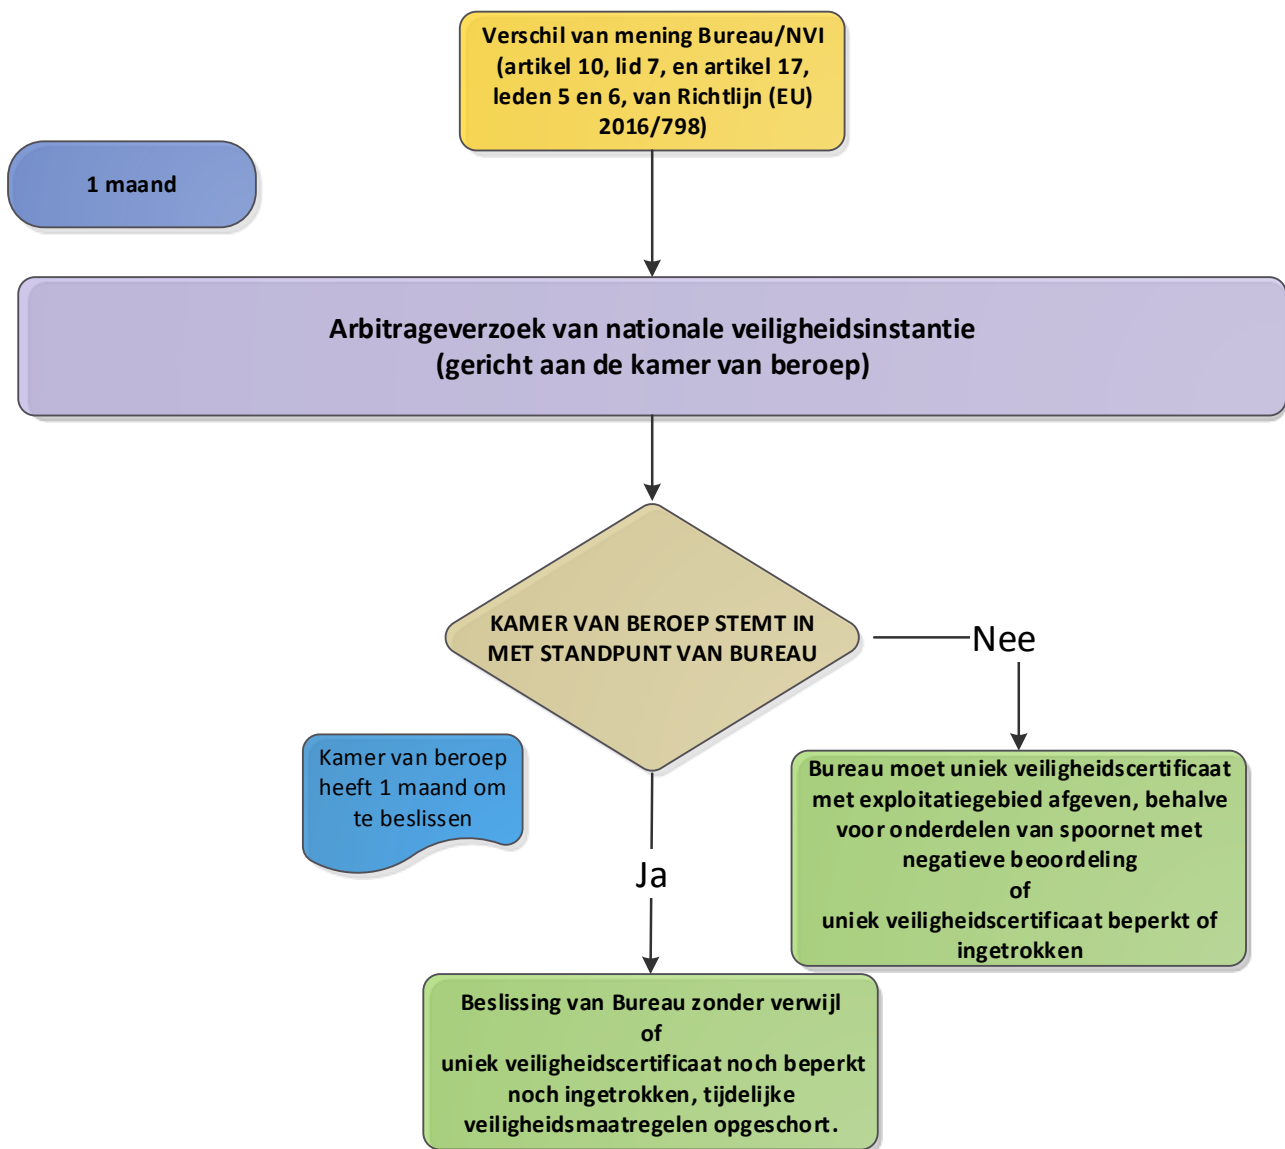 Verschil van mening Bureau/NVI
(artikel 10, lid 7, en artikel 17,
leden 5 en 6, van Richtlijn (EU)
2016/798)
1 maand
Arbitrageverzoek van nationale veiligheidsinstantie
(gericht aan de kamer van beroep)
KAMER VAN BEROEP STEMT IN
MET STANDPUNT VAN BUREAU
Nee
Kamer van beroep
heeft 1 maand om
te beslissen
Bureau moet uniek veiligheidscertificaat
met exploitatiegebied afgeven, behalve
voor onderdelen van spoornet met
negatieve beoordeling
of
uniek veiligheidscertificaat beperkt of
ingetrokken
Ja
Beslissing van Bureau zonder verwijl
of
uniek veiligheidscertificaat noch beperkt
noch ingetrokken, tijdelijke
veiligheidsmaatregelen opgeschort.